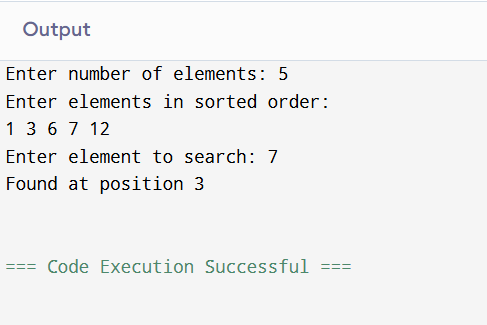 Output
Enter number of elements: 5
Enter elements in sorted order:
1 3 6 7 12
Enter element to search: 7
Found at position 3
=== Code Execution Successful ===